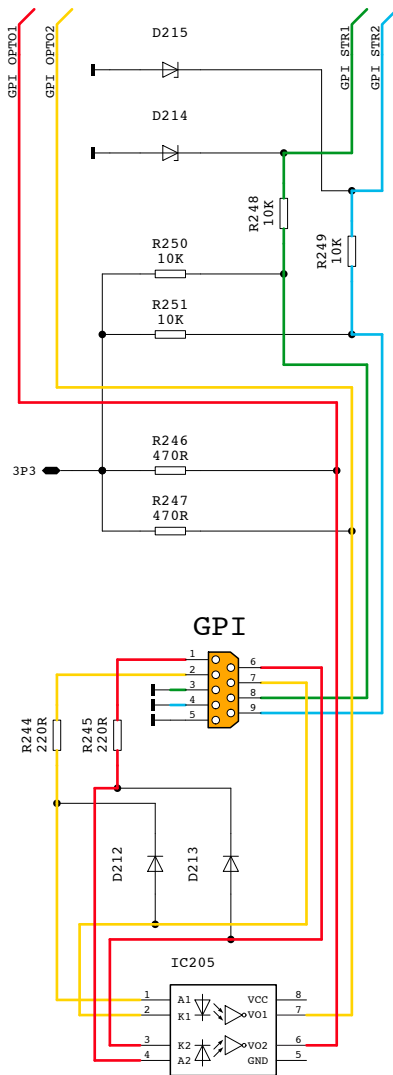 GPI OPTO1
GPI OPTO2
D215
GPI STR1
GPI STR2
D214
R248
10K
R249
10K
R250
10K
R251
10K
R246
470R
3P3
R247
470R
GPI
1
2
3
4
5
6
7
8
9
R244
220R
R245
220R
D212
D213
IC205
1
A1
VCC
8
2
K1
VO1
7
3
K2
VO2
6
4
A2
GND
5